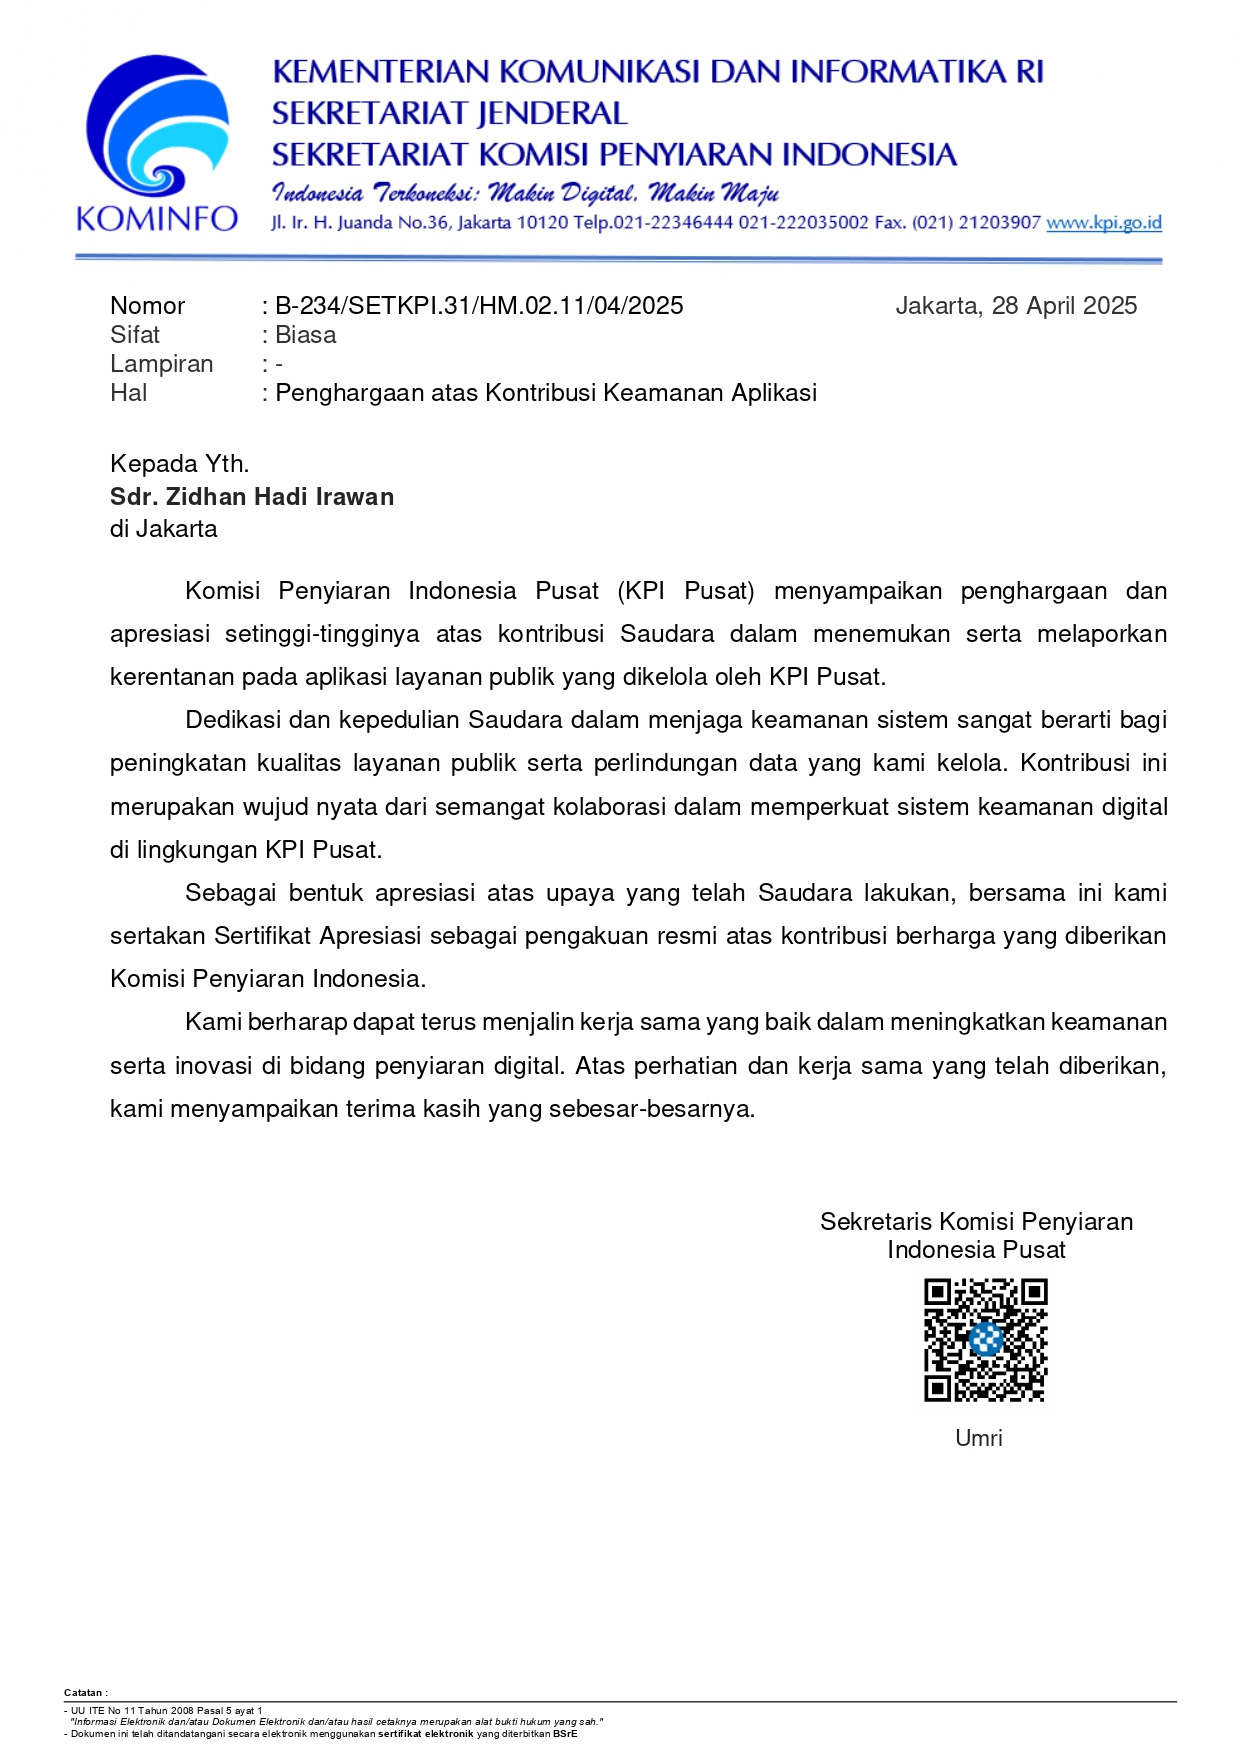 KEMENTERIAN KOMUNIKASI DAN INFORMATIKA RI
SEKRETARIAT JENDERAL
SEKRETARIAT KOMISI PENYIARAN INDONESIA
Indonesia Terkoneksi: Makin Digital, Makin Maju
KOMINFO
Jl. Ir. H. Juanda No.36, Jakarta 10120 Telp.021-22346444 021-222035002 Fax. (021) 21203907 www.kpi.go.id
Nomor : B-234/SETKPI.31/HM.02.11/04/2025 Jakarta, 28 April 2025
Sifat : Biasa
Lampiran : -
Hal : Penghargaan atas Kontribusi Keamanan Aplikasi
Kepada Yth.
Sdr. Zidhan Hadi Irawan
di Jakarta
Komisi Penyiaran Indonesia Pusat (KPI Pusat) menyampaikan penghargaan dan
apresiasi setinggi-tingginya atas kontribusi Saudara dalam menemukan serta melaporkan
kerentanan pada aplikasi layanan publik yang dikelola oleh KPI Pusat.
Dedikasi dan kepedulian Saudara dalam menjaga keamanan sistem sangat berarti bagi
peningkatan kualitas layanan publik serta perlindungan data yang kami kelola. Kontribusi ini
merupakan wujud nyata dari semangat kolaborasi dalam memperkuat sistem keamanan digital
di lingkungan KPI Pusat.
Sebagai bentuk apresiasi atas upaya yang telah Saudara lakukan, bersama ini kami
sertakan Sertifikat Apresiasi sebagai pengakuan resmi atas kontribusi berharga yang diberikan
Komisi Penyiaran Indonesia.
Kami berharap dapat terus menjalin kerja sama yang baik dalam meningkatkan keamanan
serta inovasi di bidang penyiaran digital. Atas perhatian dan kerja sama yang telah diberikan,
kami menyampaikan terima kasih yang sebesar-besarnya.
Sekretaris Komisi Penyiaran
Indonesia Pusat
Umri
Catatan :
- UU ITE No 11 Tahun 2008 Pasal 5 ayat 1
"Informasi Elektronik dan/atau Dokumen Elektronik dan/atau hasil cetaknya merupakan alat bukti hukum yang sah."
- Dokumen ini telah ditandatangani secara elektronik menggunakan sertifikat elektronik yang diterbitkan BSrE